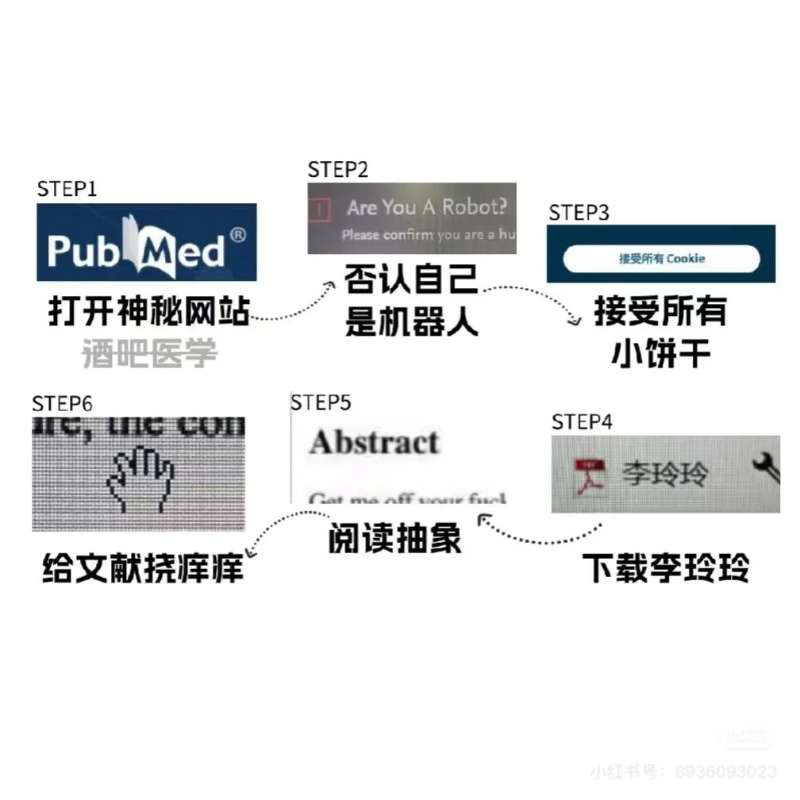 STEP1
PubMed®
打开神秘网站
酒吧医学
STEP2
Are You A Robot?
Please confirm you are a hu
否认自己
是机器人
STEP3
接受所有 Cookie
接受所有
小饼干
STEP4
李玲玲
下载李玲玲
STEP5
Abstract
Get me off your fuck
阅读抽象
STEP6
ire, the con
给文献挠痒痒
小红书号：8936093023